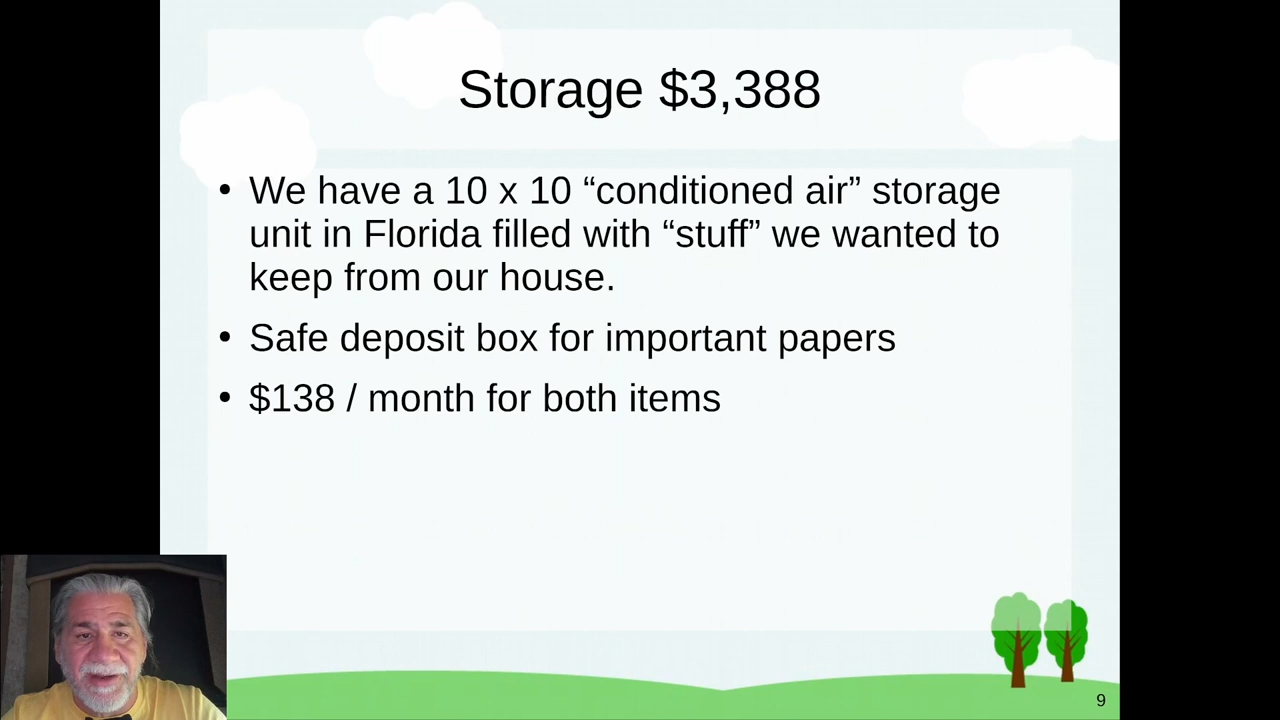 Storage $3,388
• We have a 10 x 10 “conditioned air” storage
unit in Florida filled with “stuff” we wanted to
keep from our house.
• Safe deposit box for important papers
• $138 / month for both items
9